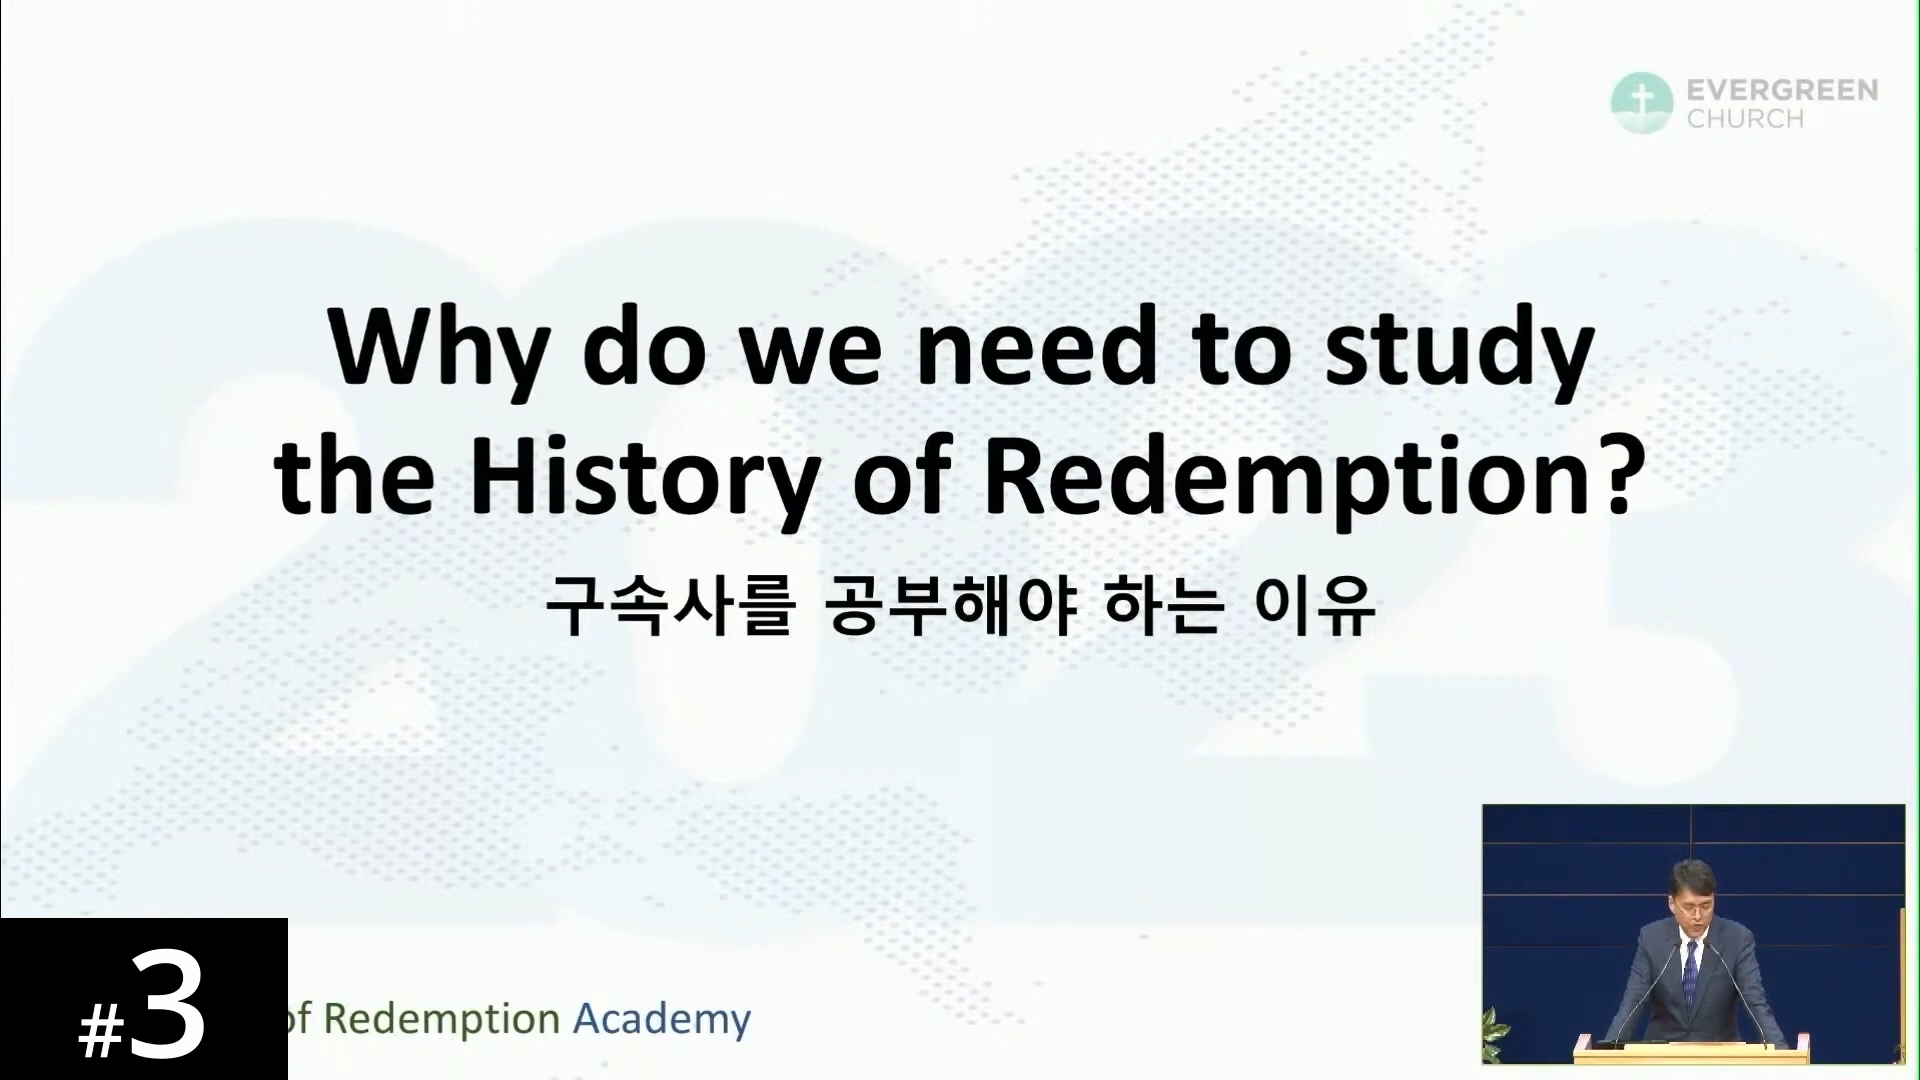 EVERGREEN
CHURCH
2023
Why do we need to study
the History of Redemption?
구속사를 공부해야 하는 이유
#3
of Redemption Academy